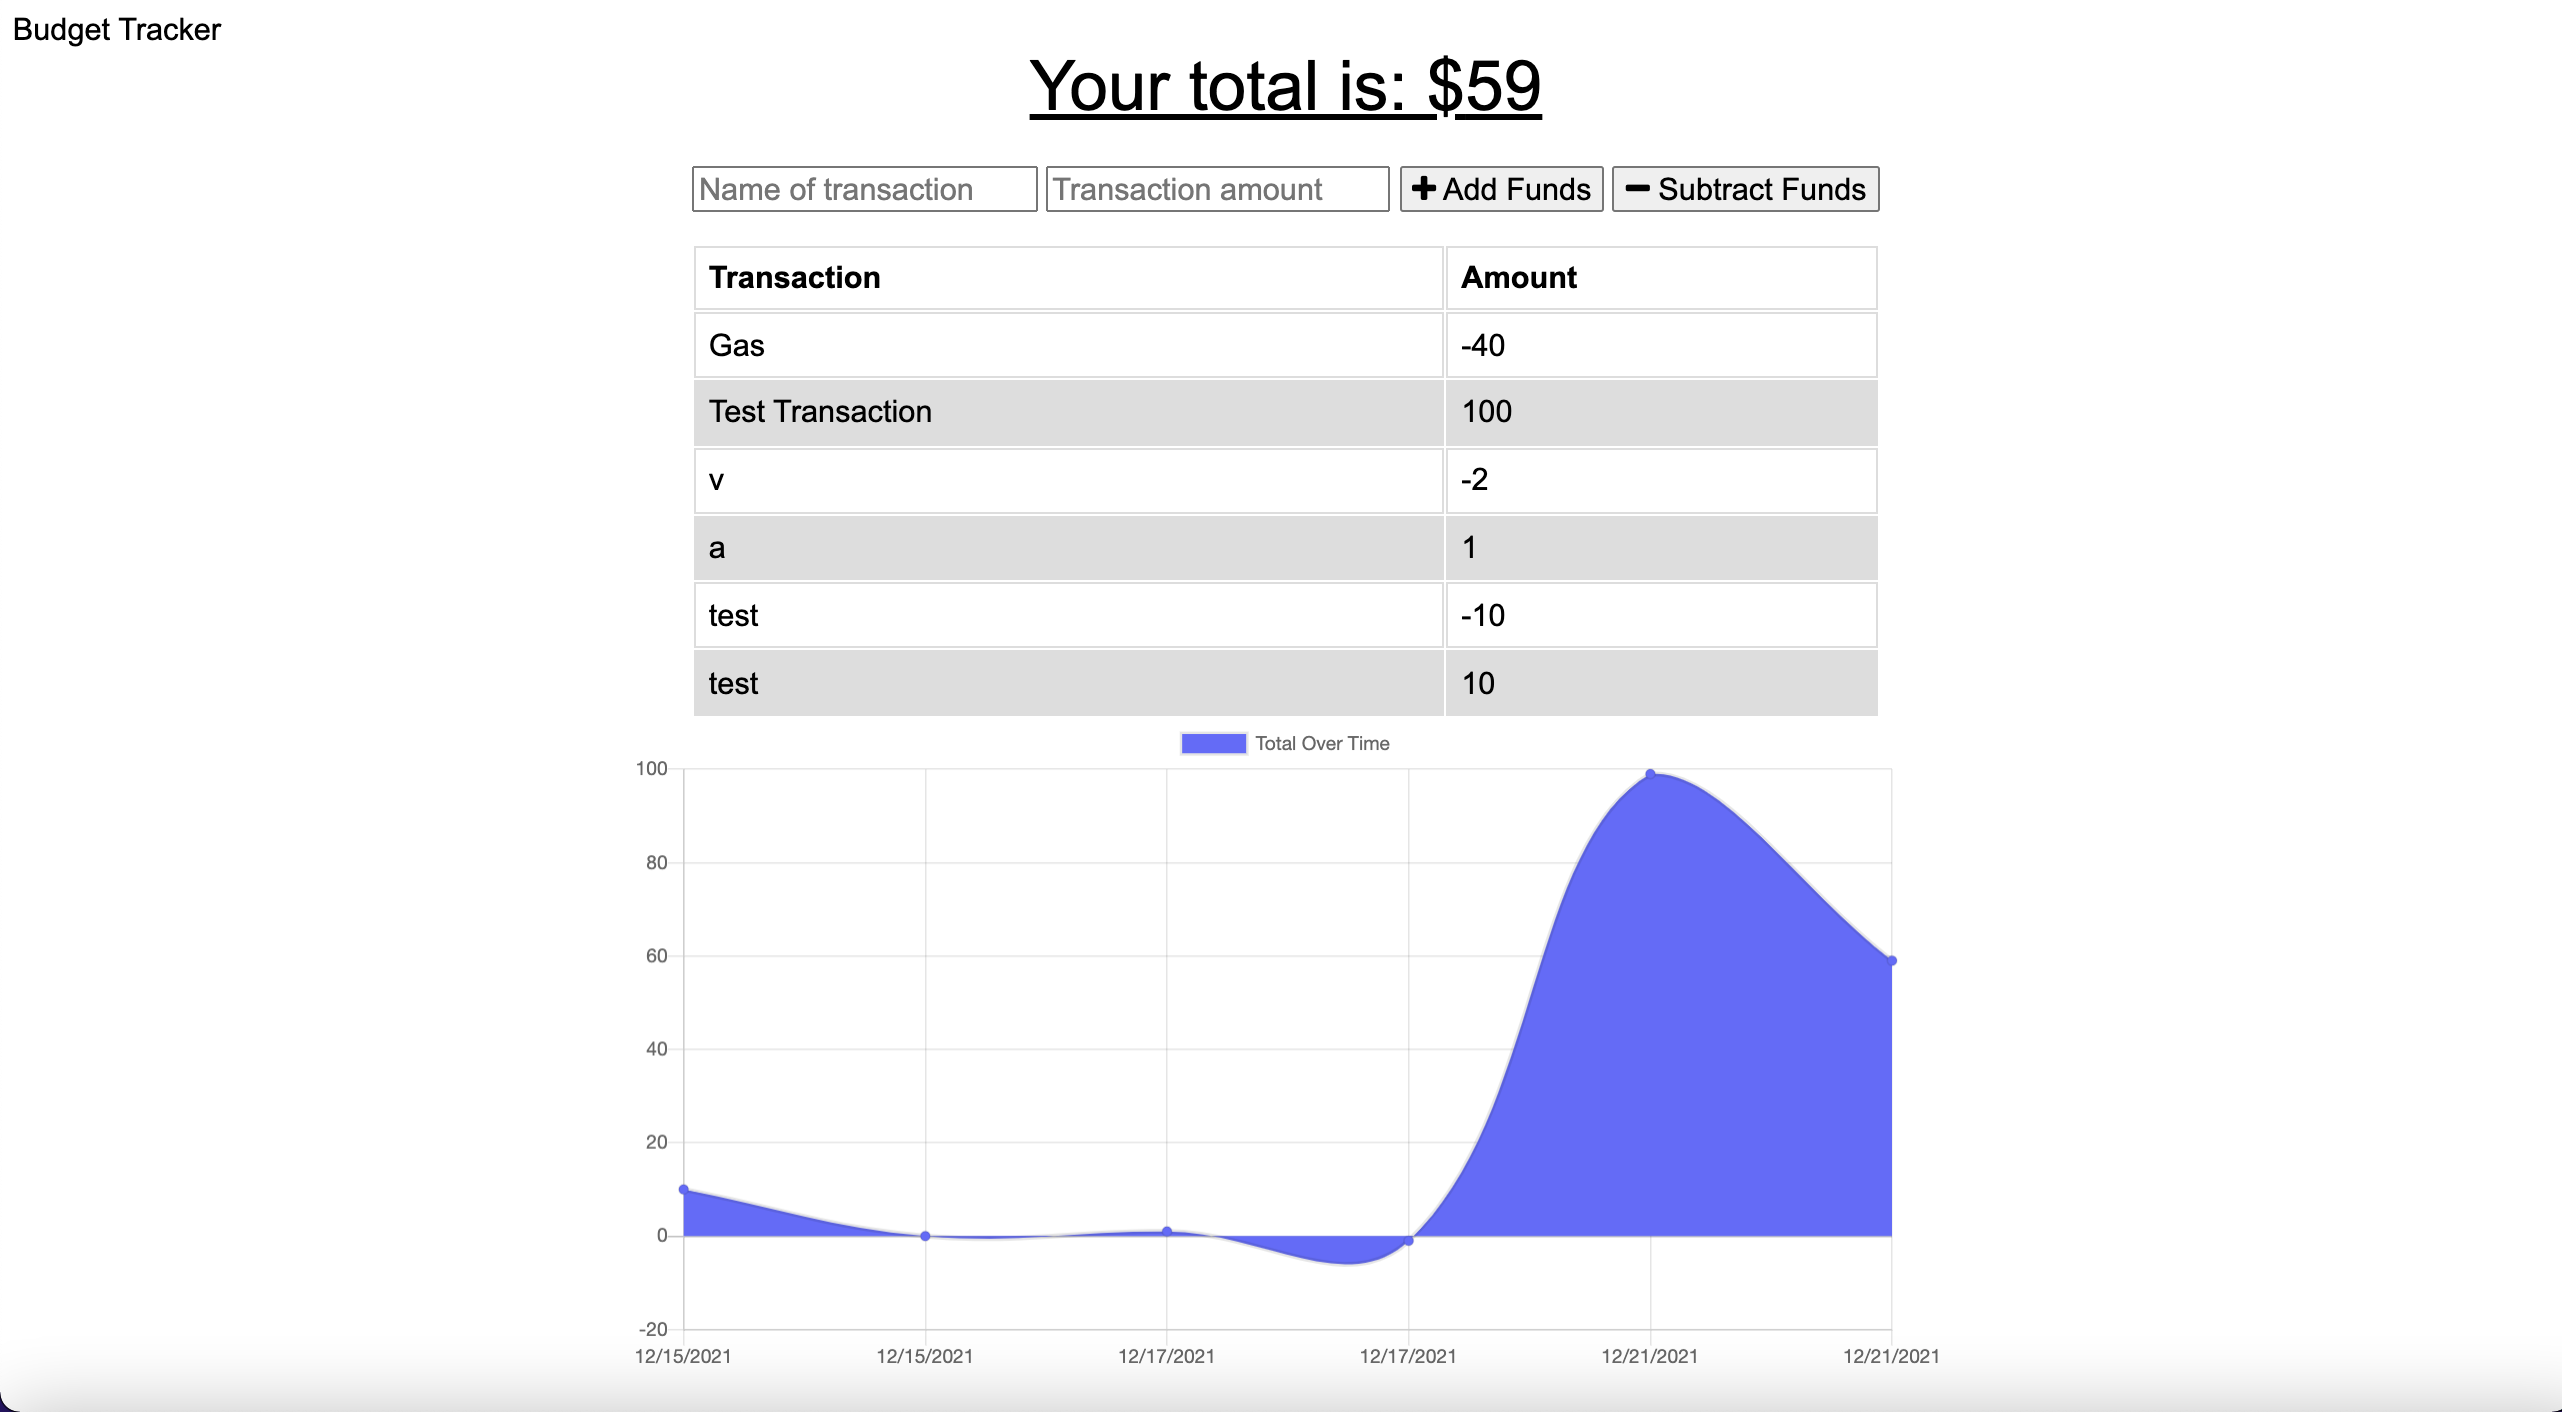 Budget Tracker
Your total is: $59
Name of transaction Transaction amount + Add Funds − Subtract Funds
Transaction Amount
Gas -40
Test Transaction 100
v -2
a 1
test -10
test 10
Total Over Time
100
80
60
40
20
0
-20
12/15/2021 12/15/2021 12/17/2021 12/17/2021 12/21/2021 12/21/2021